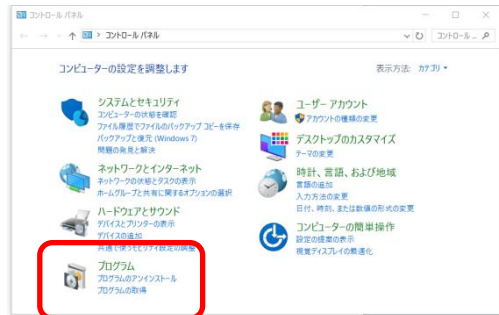 コントロール パネル
コントロール パネル
コントロール...
コンピューターの設定を調整します
表示方法: カテゴリ
システムとセキュリティ
コンピューターの状態を確認
ファイル履歴でファイルのバックアップ コピーを保存
バックアップと復元 (Windows 7)
問題の発見と解決
ネットワークとインターネット
ネットワークの状態とタスクの表示
ホームグループと共有に関するオプションの選択
ハードウェアとサウンド
デバイスとプリンターの表示
デバイスの追加
共通で使うモビリティ設定の調整
プログラム
プログラムのアンインストール
プログラムの取得
ユーザー アカウント
アカウントの種類の変更
デスクトップのカスタマイズ
テーマの変更
時計、言語、および地域
言語の追加
入力方法の変更
日付、時刻、または数値の形式の変更
コンピューターの簡単操作
設定の提案の表示
視覚ディスプレイの最適化